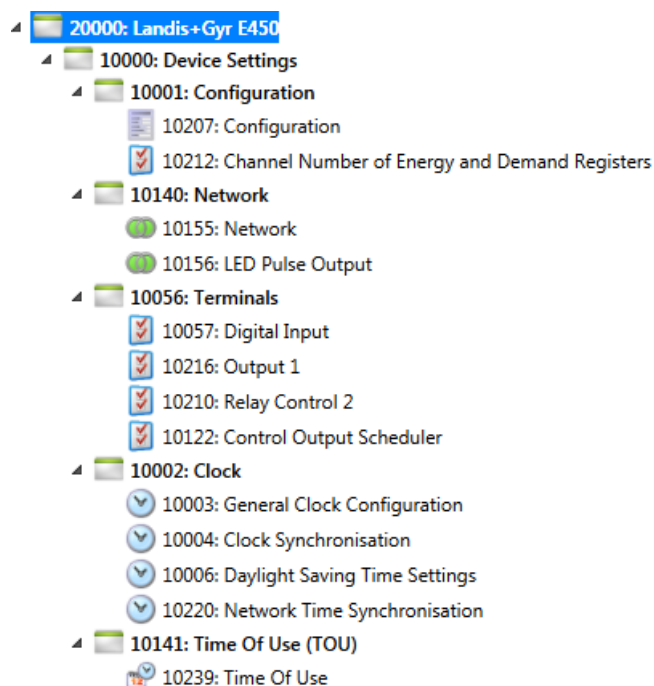 20000: Landis+Gyr E450
10000: Device Settings
10001: Configuration
10207: Configuration
10212: Channel Number of Energy and Demand Registers
10140: Network
10155: Network
10156: LED Pulse Output
10056: Terminals
10057: Digital Input
10216: Output 1
10210: Relay Control 2
10122: Control Output Scheduler
10002: Clock
10003: General Clock Configuration
10004: Clock Synchronisation
10006: Daylight Saving Time Settings
10220: Network Time Synchronisation
10141: Time Of Use (TOU)
10239: Time Of Use